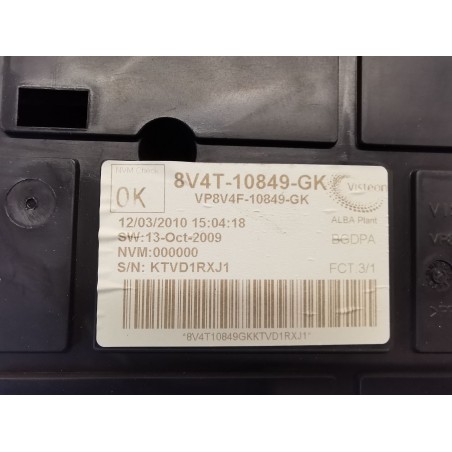 NVM Check
OK
8V4T-10849-GK
VP8V4F-10849-GK
Visteon
ALBA Plant
12/03/2010 15:04:18
SW:13-Oct-2009
EGDPA
NVM:000000
S/N: KTVD1RXJ1
FCT 3/1
*8V4T10849GKKTVD1RXJ1*